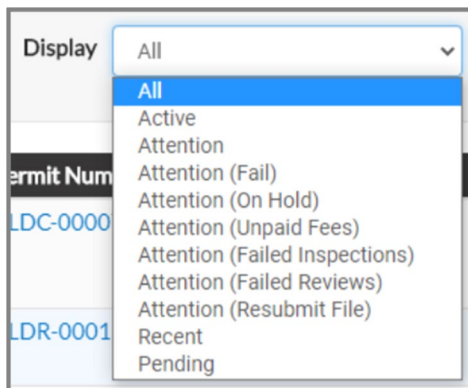 Display All
All
Active
Attention
Attention (Fail)
Attention (On Hold)
Attention (Unpaid Fees)
Attention (Failed Inspections)
Attention (Failed Reviews)
Attention (Resubmit File)
Recent
Pending
ermit Num
LDC-0000
LDR-0001